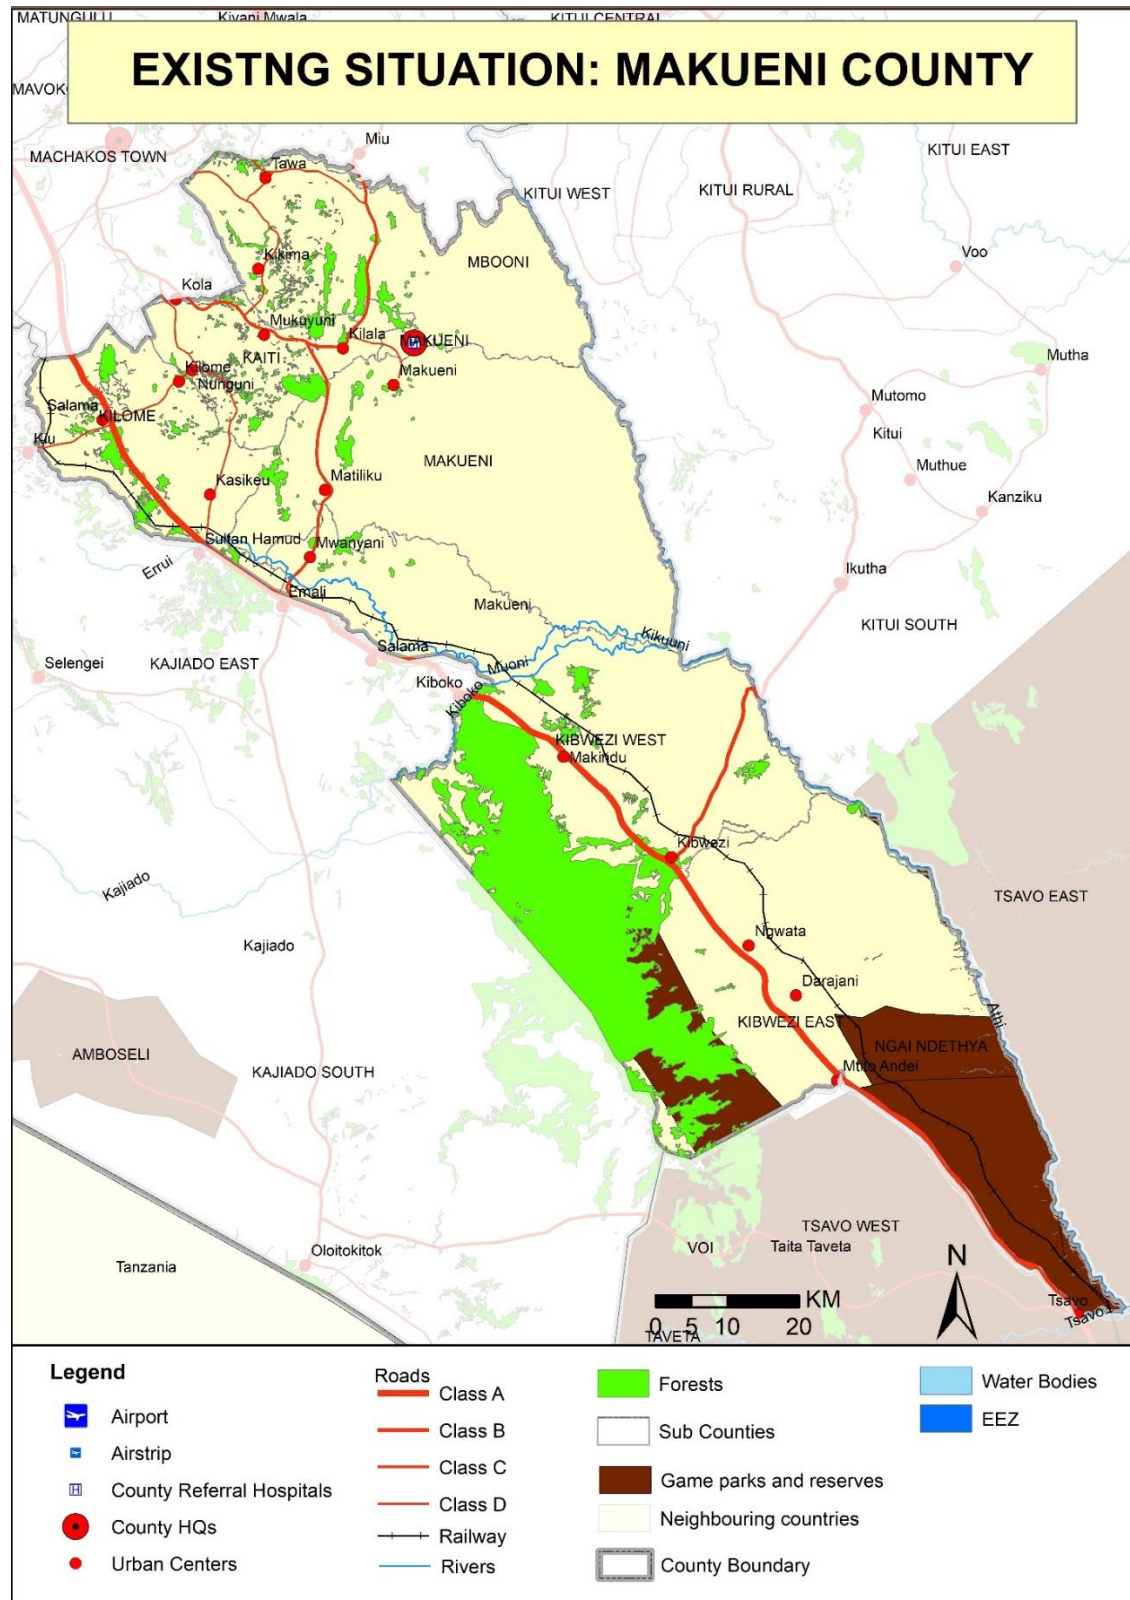 MATUNGULU
Kivani Mwala
KITUI CENTRAL
EXISTNG SITUATION: MAKUENI COUNTY
MAVOKO
MACHAKOS TOWN
Miu
KITUI EAST
Tawa
KITUI WEST
KITUI RURAL
Voo
Kikima
MBOONI
Kola
Mukuyuni
Kilala
MAKUENI
KAITI
Mutha
Kilome
Nunguni
Makueni
Salama
KILOME
Mutomo
Kiu
Kitui
MAKUENI
Muthue
Kasikeu
Matiliku
Kanziku
Sultan Hamud
Mwanyani
Errui
Ikutha
Emali
Makueni
KITUI SOUTH
Kikuuni
Salama
Selengei
KAJIADO EAST
Muoni
Kiboko
Kiboko
KIBWEZI WEST
Makindu
Kibwezi
Kajiado
TSAVO EAST
Kajiado
Ngwata
Darajani
Athi
KIBWEZI EAST
NGAI NDETHYA
AMBOSELI
KAJIADO SOUTH
Mtito Andei
TSAVO WEST
VOI
Taita Taveta
Oloitokitok
Tanzania
N
KM
0 5 10 20
Tsavo
Tsavo
TAVETA
Legend
Airport
Airstrip
County Referral Hospitals
County HQs
Urban Centers
Roads
Class A
Class B
Class C
Class D
Railway
Rivers
Forests
Sub Counties
Game parks and reserves
Neighbouring countries
County Boundary
Water Bodies
EEZ